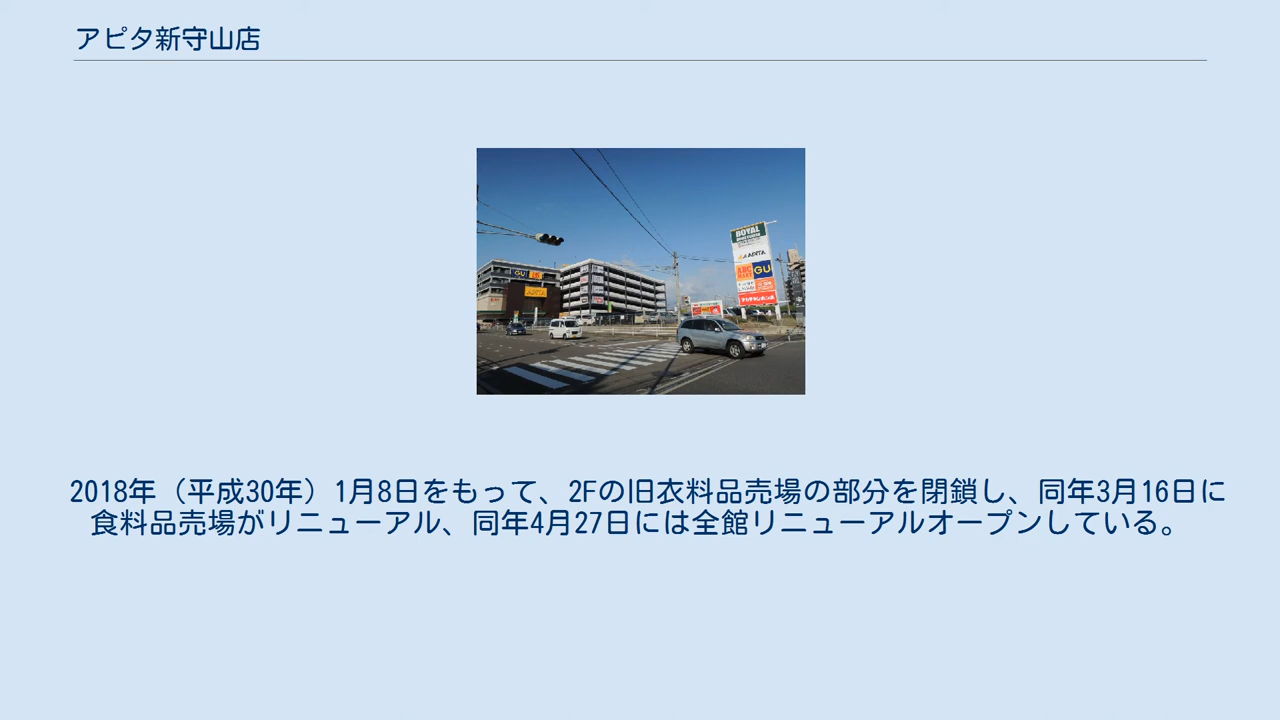 アピタ新守山店
ROYAL
APITA
GU
GU
2018年（平成30年）1月8日をもって、2Fの旧衣料品売場の部分を閉鎖し、同年3月16日に
食料品売場がリニューアル、同年4月27日には全館リニューアルオープンしている。